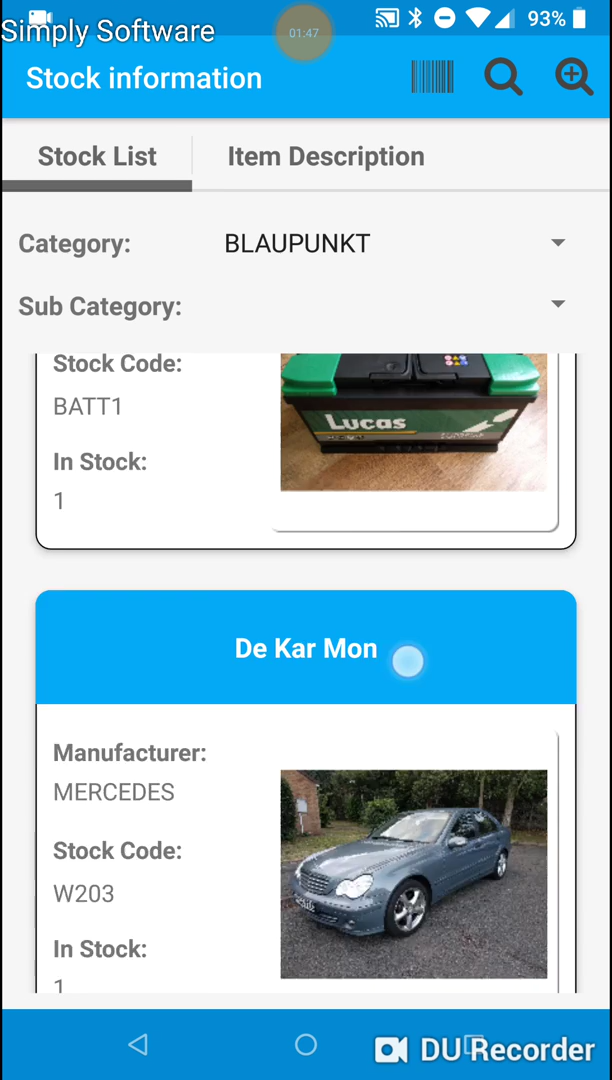 Simply Software
01:47
93%
Stock information
Stock List
Item Description
Category:
BLAUPUNKT
Sub Category:
Stock Code:
BATT1
In Stock:
1
Lucas
De Kar Mon
Manufacturer:
MERCEDES
Stock Code:
W203
In Stock:
1
DU Recorder